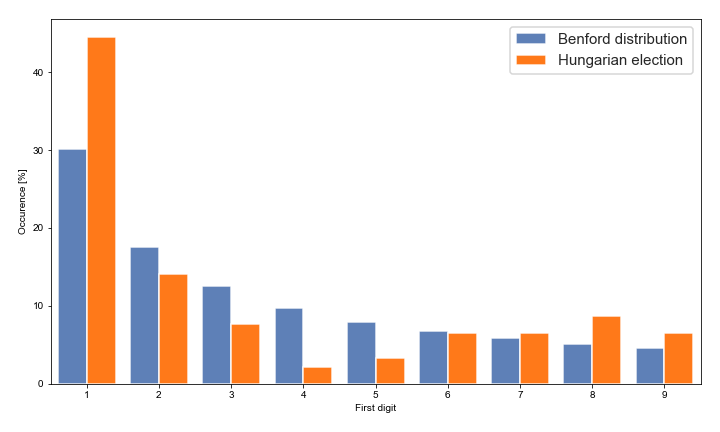 Benford distribution
Hungarian election
40
30
20
10
0
Occurence [%]
1 2 3 4 5 6 7 8 9
First digit